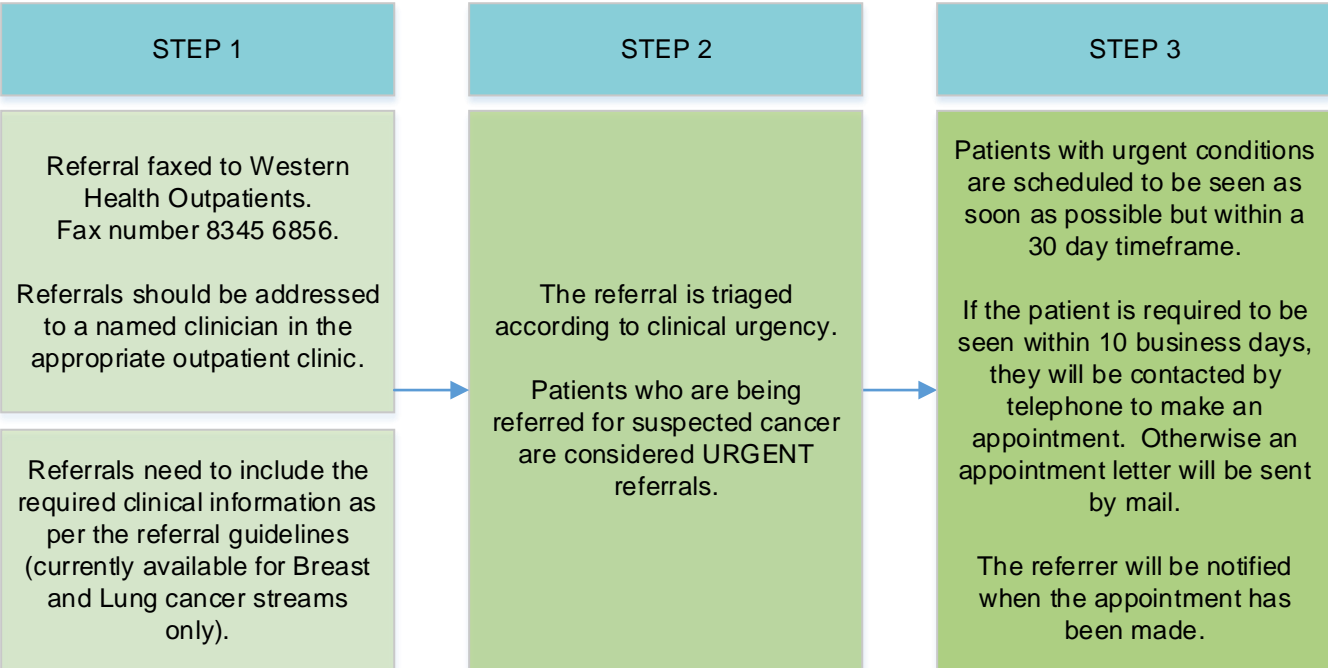 STEP 1
Referral faxed to Western
Health Outpatients.
Fax number 8345 6856.
Referrals should be addressed
to a named clinician in the
appropriate outpatient clinic.
Referrals need to include the
required clinical information as
per the referral guidelines
(currently available for Breast
and Lung cancer streams
only).
STEP 2
The referral is triaged
according to clinical urgency.
Patients who are being
referred for suspected cancer
are considered URGENT
referrals.
STEP 3
Patients with urgent conditions
are scheduled to be seen as
soon as possible but within a
30 day timeframe.
If the patient is required to be
seen within 10 business days,
they will be contacted by
telephone to make an
appointment.  Otherwise an
appointment letter will be sent
by mail.
The referrer will be notified
when the appointment has
been made.